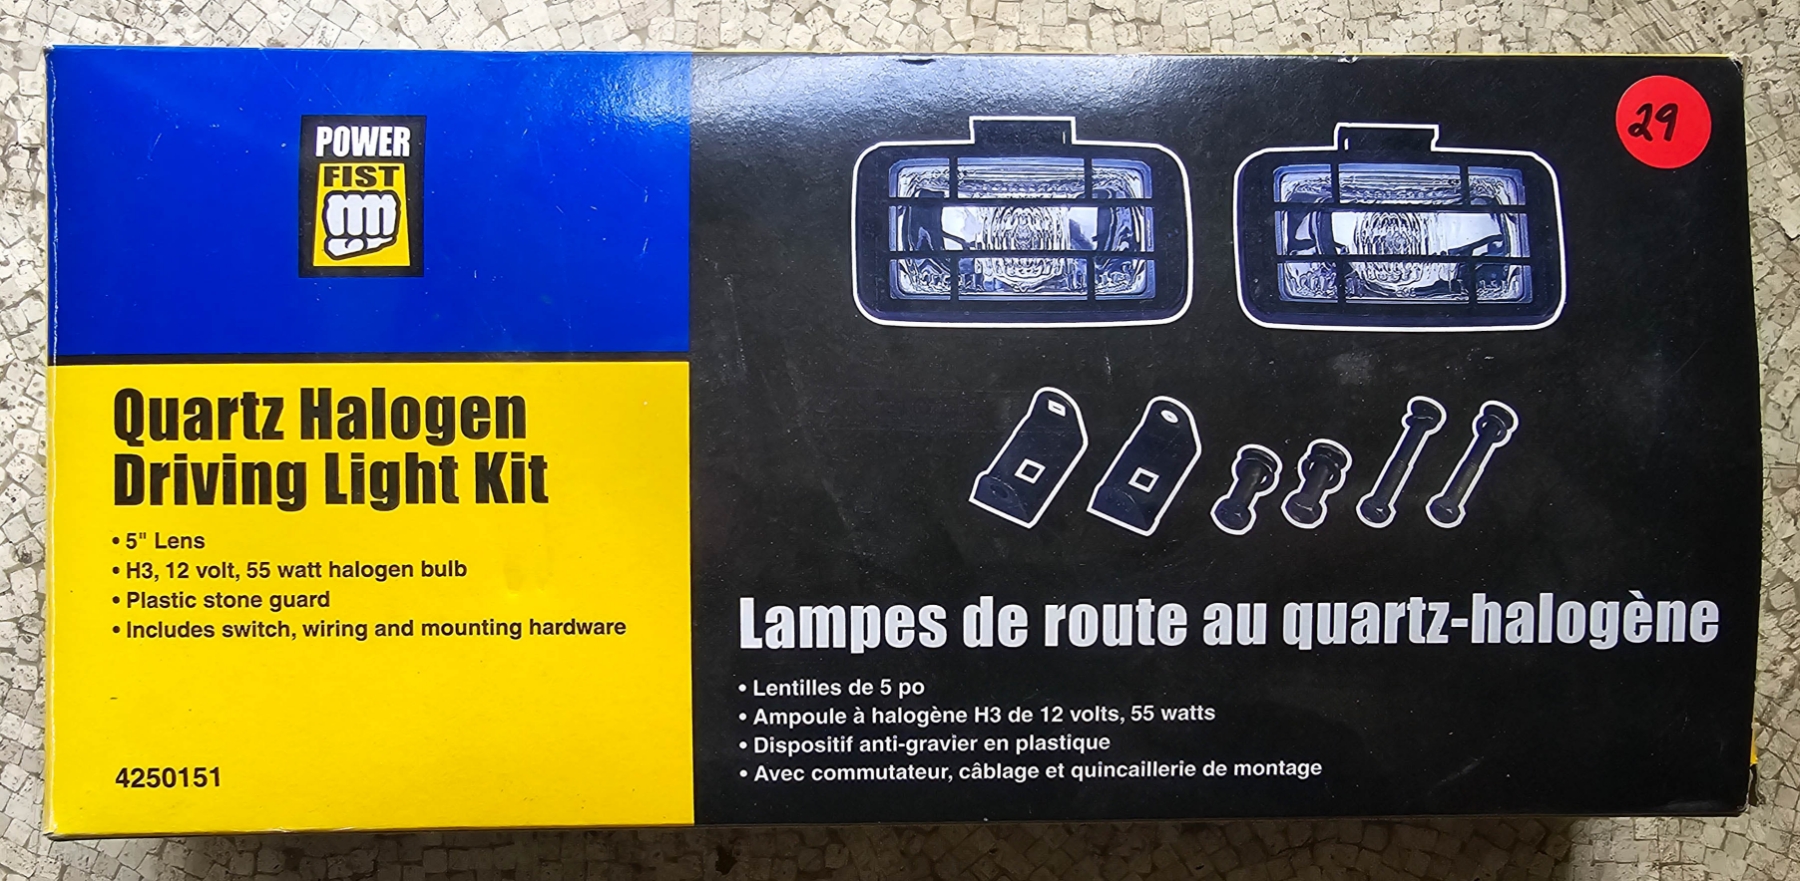 POWER
FIST
29
Quartz Halogen
Driving Light Kit
• 5" Lens
• H3, 12 volt, 55 watt halogen bulb
• Plastic stone guard
• Includes switch, wiring and mounting hardware
4250151
Lampes de route au quartz-halogène
• Lentilles de 5 po
• Ampoule à halogène H3 de 12 volts, 55 watts
• Dispositif anti-gravier en plastique
• Avec commutateur, câblage et quincaillerie de montage